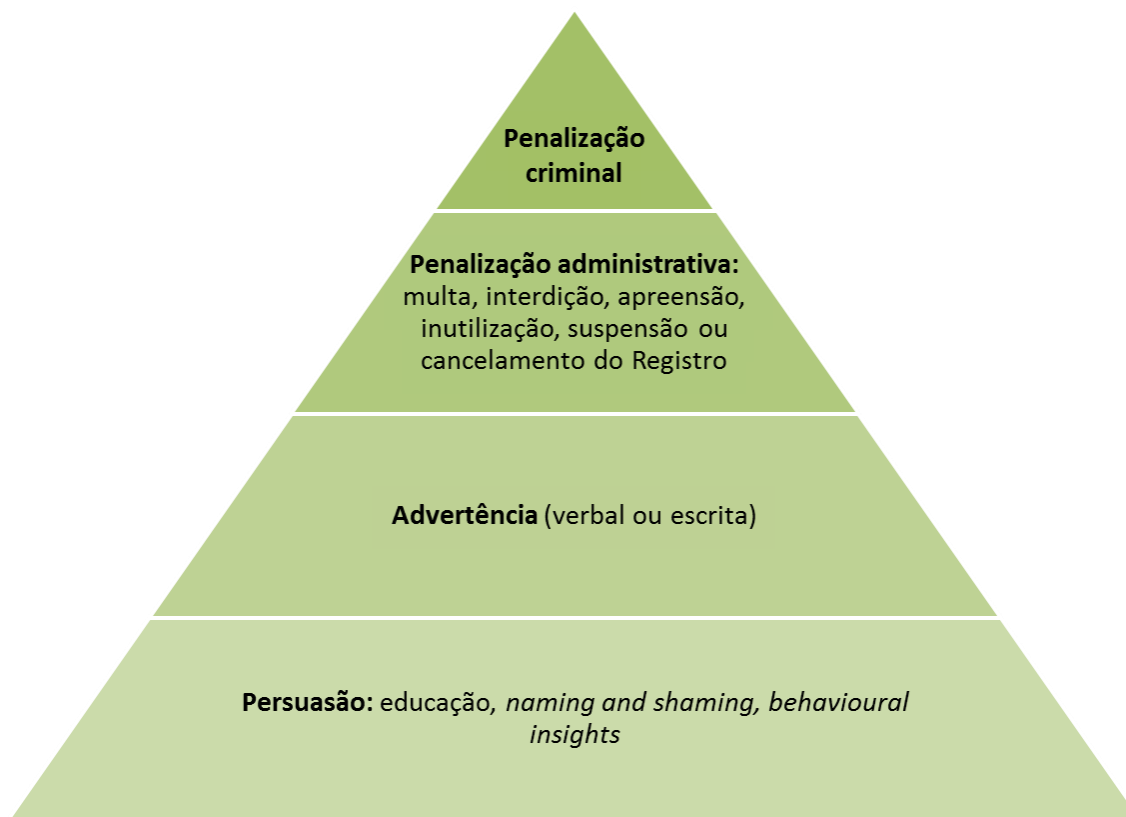 Penalização
criminal
Penalização administrativa:
multa, interdição, apreensão,
inutilização, suspensão ou
cancelamento do Registro
Advertência (verbal ou escrita)
Persuasão: educação, naming and shaming, behavioural
insights